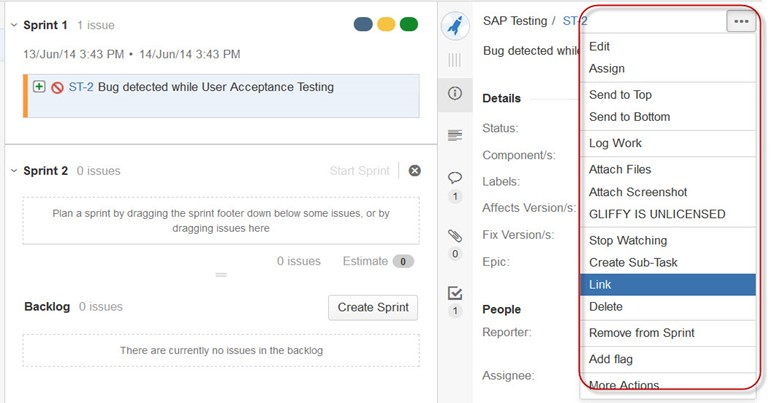 Sprint 1 1 issue
13/Jun/14 3:43 PM • 14/Jun/14 3:43 PM
ST-2 Bug detected while User Acceptance Testing
Sprint 2 0 issues Start Sprint
Plan a sprint by dragging the sprint footer down below some issues, or by
dragging issues here
0 issues Estimate 0
Backlog 0 issues Create Sprint
There are currently no issues in the backlog
1
0
1
SAP Testing / ST-2
Bug detected while
Details
Status:
Component/s:
Labels:
Affects Version/s:
Fix Version/s:
Epic:
People
Reporter:
Assignee:
Edit
Assign
Send to Top
Send to Bottom
Log Work
Attach Files
Attach Screenshot
GLIFFY IS UNLICENSED
Stop Watching
Create Sub-Task
Link
Delete
Remove from Sprint
Add flag
More Actions